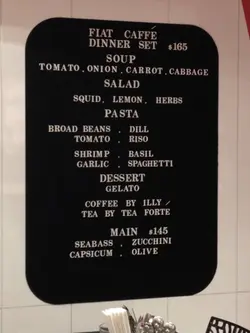 FIAT CAFFÉ
DINNER SET $165
SOUP
TOMATO, ONION, CARROT, CABBAGE
SALAD
SQUID, LEMON, HERBS
PASTA
BROAD BEANS , DILL
TOMATO , RISO
SHRIMP , BASIL
GARLIC , SPAGHETTI
DESSERT
GELATO
COFFEE BY ILLY/
TEA BY TEA FORTE
MAIN $145
SEABASS , ZUCCHINI
CAPSICUM , OLIVE